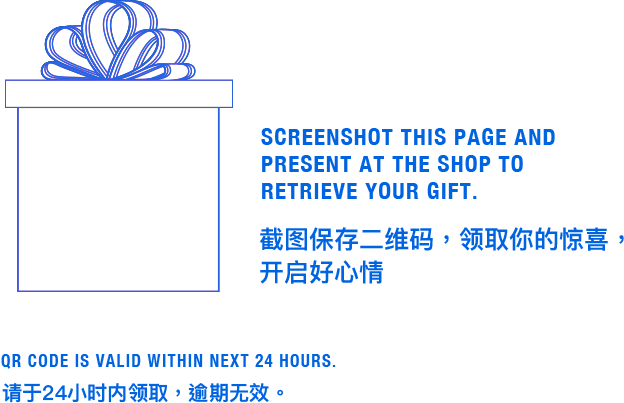 SCREENSHOT THIS PAGE AND
PRESENT AT THE SHOP TO
RETRIEVE YOUR GIFT.
截图保存二维码，领取你的惊喜，
开启好心情
QR CODE IS VALID WITHIN NEXT 24 HOURS.
请于24小时内领取，逾期无效。